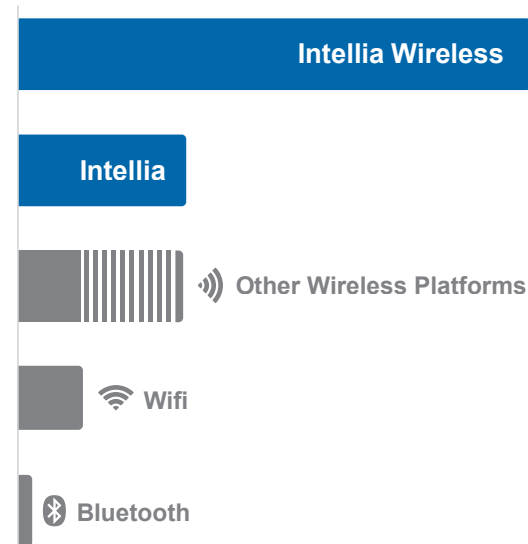 Intellia Wireless
Intellia
Other Wireless Platforms
Wifi
Bluetooth